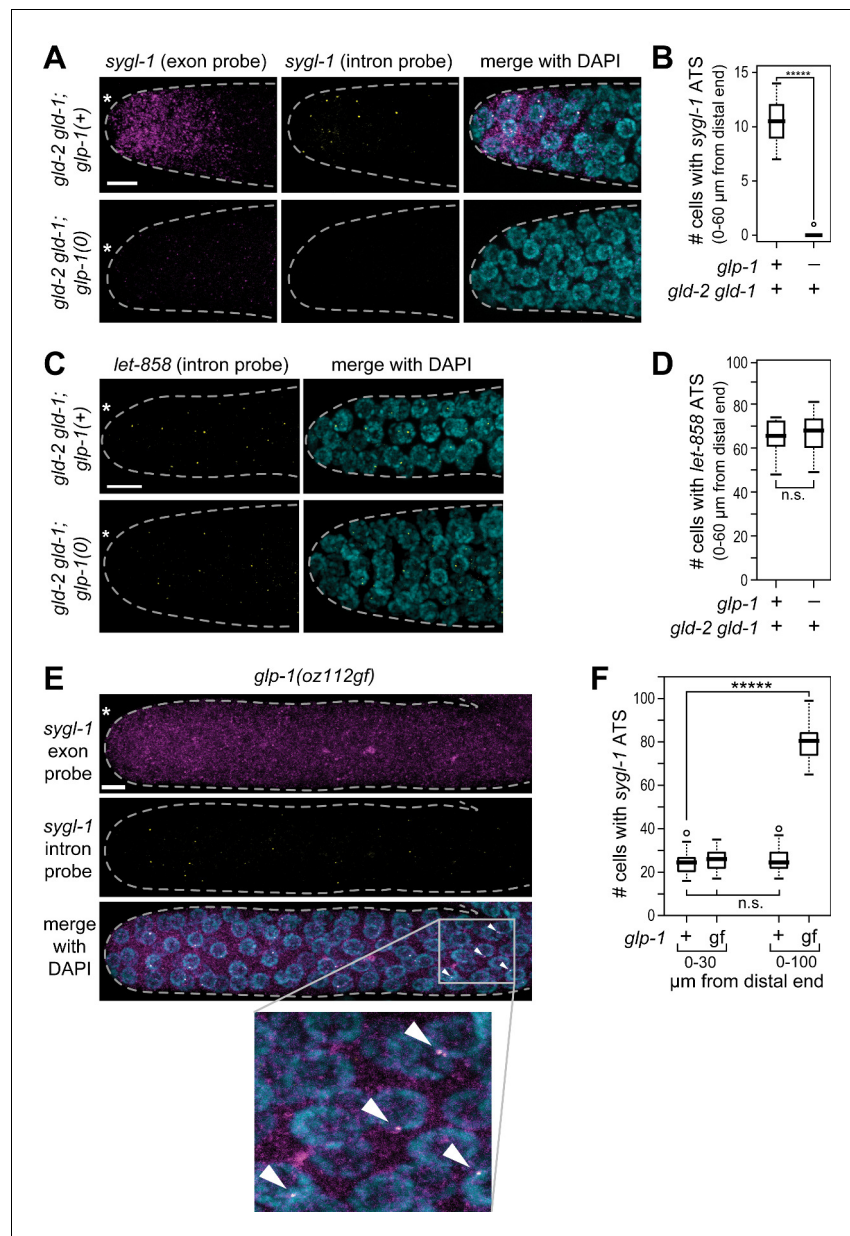 A
sygl-1 (exon probe)
sygl-1 (intron probe)
merge with DAPI
gld-2 gld-1;
glp-1(+)
*
gld-2 gld-1;
glp-1(0)
*
B
# cells with sygl-1 ATS
(0-60 µm from distal end)
15
10
5
0
*****
glp-1 + –
gld-2 gld-1 + +
C
let-858 (intron probe)
merge with DAPI
gld-2 gld-1;
glp-1(+)
*
gld-2 gld-1;
glp-1(0)
*
D
# cells with let-858 ATS
(0-60 µm from distal end)
100
80
60
40
20
0
n.s.
glp-1 + –
gld-2 gld-1 + +
E
glp-1(oz112gf)
*
sygl-1
exon
probe
sygl-1
intron
probe
merge
with
DAPI
F
# cells with sygl-1 ATS
100
80
60
40
20
0
*****
n.s.
glp-1 + gf + gf
0-30 0-100
µm from distal end